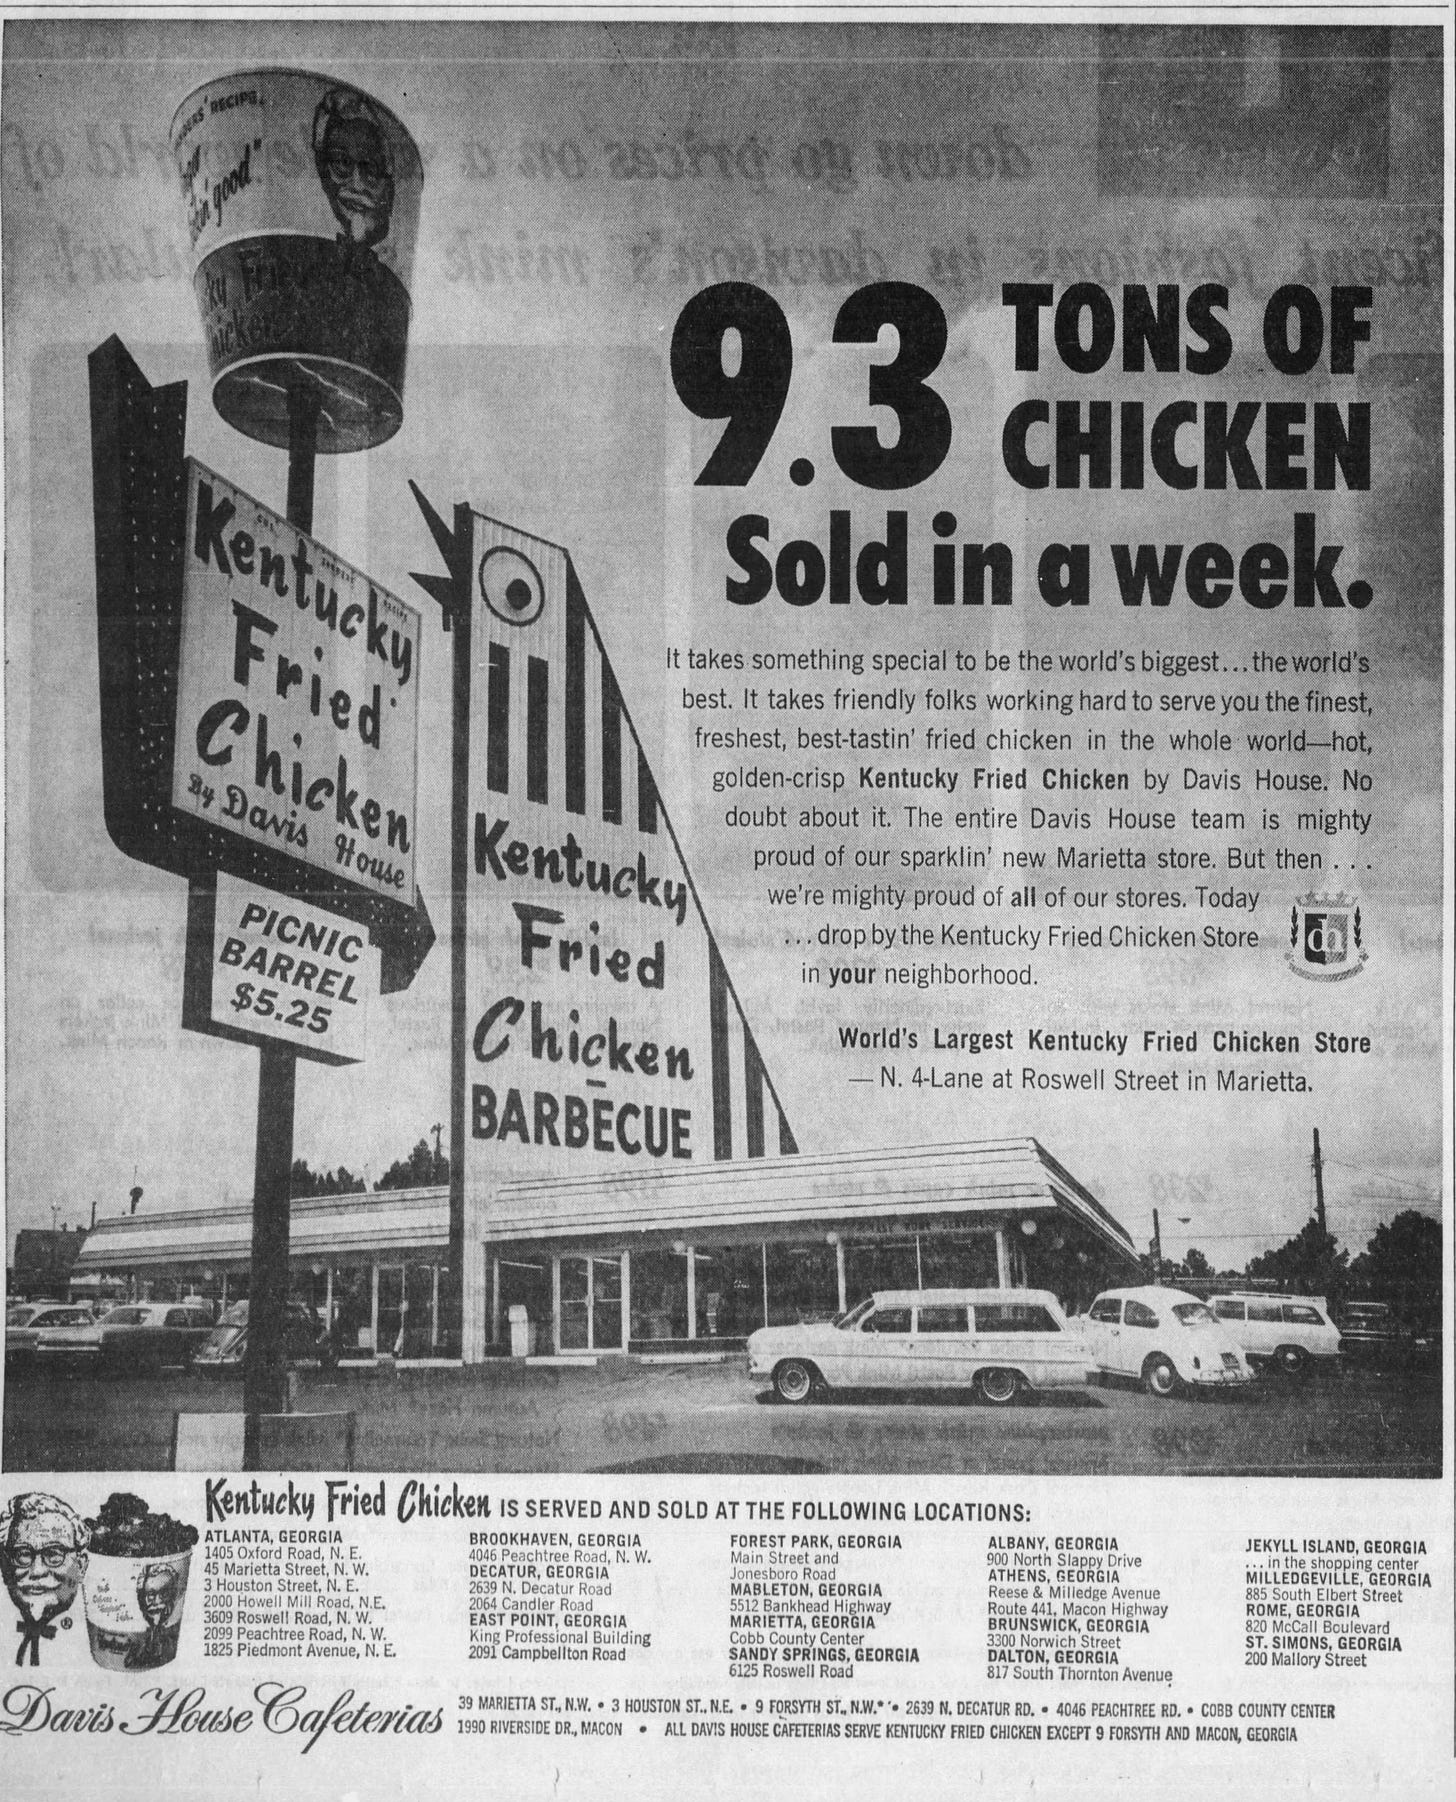 RECIPE,
good"
Kentucky
Fried
Chicken
By Davis House
PICNIC
BARREL
$5.25
Kentucky
Fried
Chicken
BARBECUE
9.3 TONS OF
CHICKEN
Sold in a week.
It takes something special to be the world's biggest...the world's
best. It takes friendly folks working hard to serve you the finest,
freshest, best-tastin' fried chicken in the whole world—hot,
golden-crisp Kentucky Fried Chicken by Davis House. No
doubt about it. The entire Davis House team is mighty
proud of our sparklin' new Marietta store. But then . . .
we're mighty proud of all of our stores. Today
...drop by the Kentucky Fried Chicken Store
in your neighborhood.
World's Largest Kentucky Fried Chicken Store
— N. 4-Lane at Roswell Street in Marietta.
Kentucky Fried Chicken IS SERVED AND SOLD AT THE FOLLOWING LOCATIONS:
ATLANTA, GEORGIA
1405 Oxford Road, N. E.
45 Marietta Street, N. W.
3 Houston Street, N. E.
2000 Howell Mill Road, N.E.
3609 Roswell Road, N. W.
2099 Peachtree Road, N. W.
1825 Piedmont Avenue, N. E.
BROOKHAVEN, GEORGIA
4046 Peachtree Road, N. W.
DECATUR, GEORGIA
2639 N. Decatur Road
2064 Candler Road
EAST POINT, GEORGIA
King Professional Building
2091 Campbellton Road
FOREST PARK, GEORGIA
Main Street and
Jonesboro Road
MABLETON, GEORGIA
5512 Bankhead Highway
MARIETTA, GEORGIA
Cobb County Center
SANDY SPRINGS, GEORGIA
6125 Roswell Road
ALBANY, GEORGIA
900 North Slappy Drive
ATHENS, GEORGIA
Reese & Milledge Avenue
Route 441, Macon Highway
BRUNSWICK, GEORGIA
3300 Norwich Street
DALTON, GEORGIA
817 South Thornton Avenue
JEKYLL ISLAND, GEORGIA
...in the shopping center
MILLEDGEVILLE, GEORGIA
885 South Elbert Street
ROME, GEORGIA
820 McCall Boulevard
ST. SIMONS, GEORGIA
200 Mallory Street
Davis House Cafeterias
39 MARIETTA ST., N.W. • 3 HOUSTON ST., N.E. • 9 FORSYTH ST., N.W.* • 2639 N. DECATUR RD. • 4046 PEACHTREE RD. • COBB COUNTY CENTER
1990 RIVERSIDE DR., MACON • ALL DAVIS HOUSE CAFETERIAS SERVE KENTUCKY FRIED CHICKEN EXCEPT 9 FORSYTH AND MACON, GEORGIA